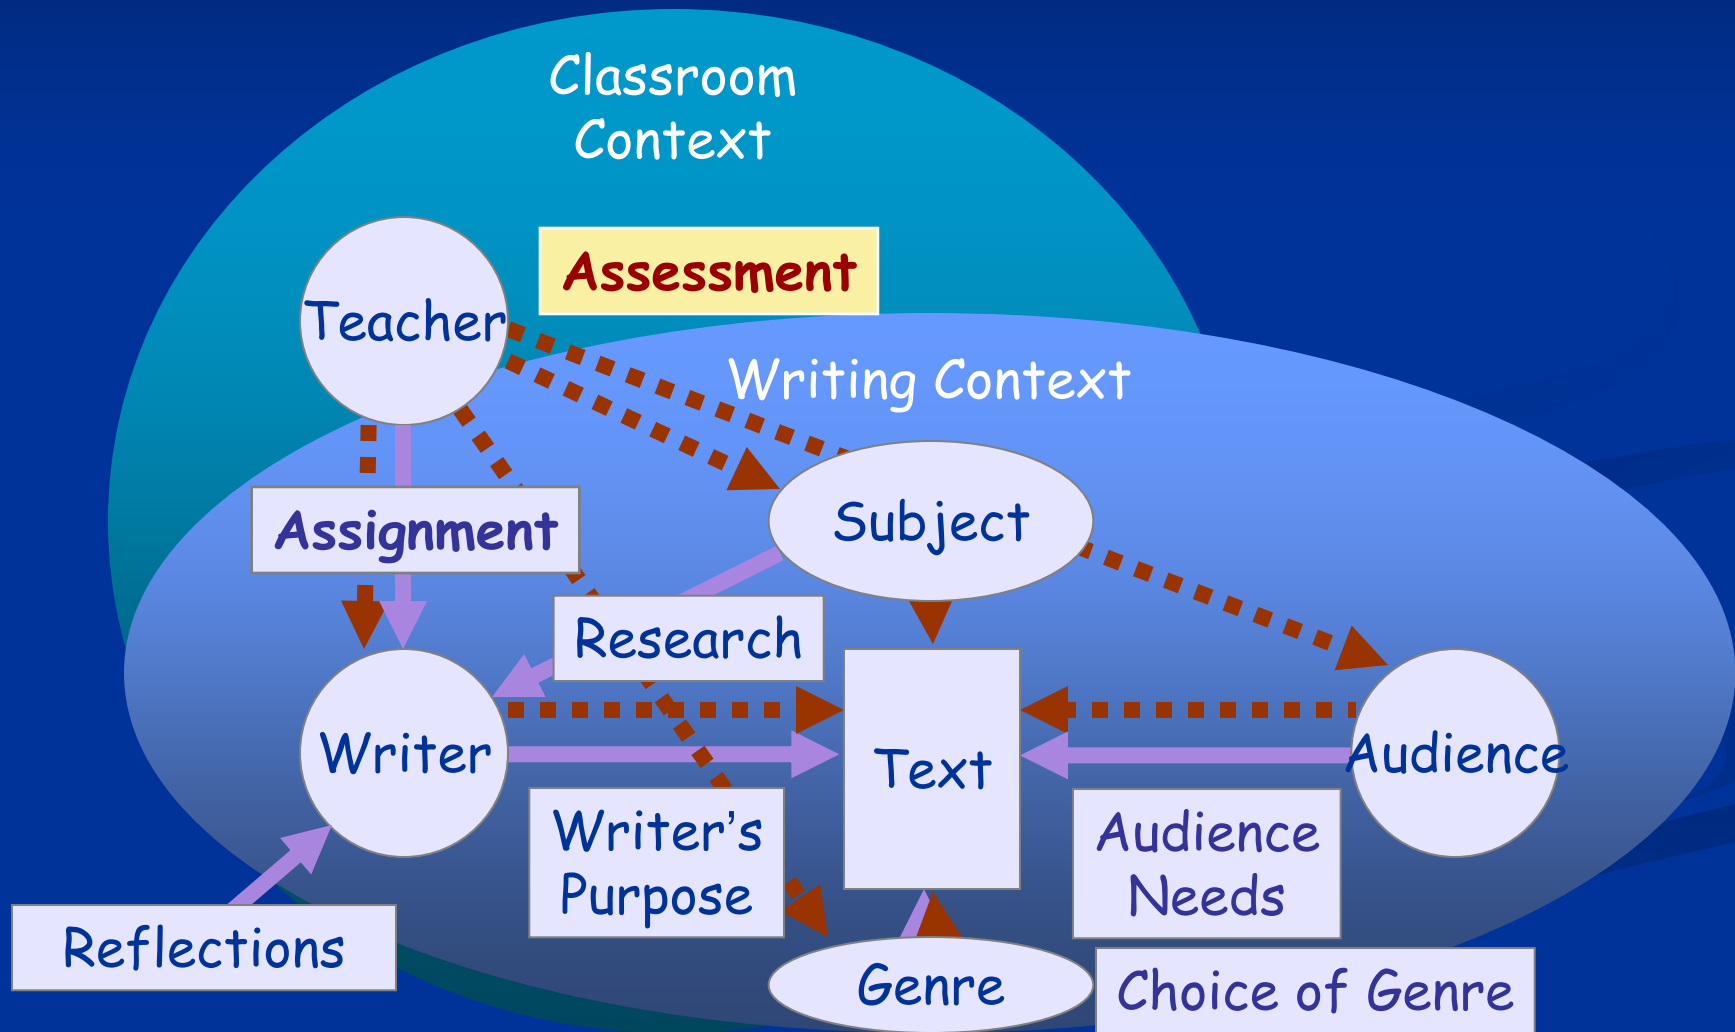 Classroom
Context
Assessment
Teacher
Writing Context
Subject
Assignment
Research
Writer
Text
Audience
Writer’s
Purpose
Audience
Needs
Reflections
Genre
Choice of Genre